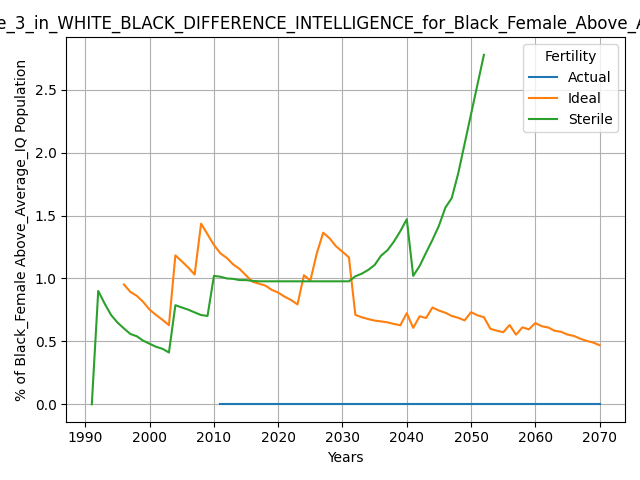 e_3_in_WHITE_BLACK_DIFFERENCE_INTELLIGENCE_for_Black_Female_Above_A
% of Black_Female Above_Average_IQ Population
2.5
2.0
1.5
1.0
0.5
0.0
Fertility
Actual
Ideal
Sterile
1990 2000 2010 2020 2030 2040 2050 2060 2070
Years